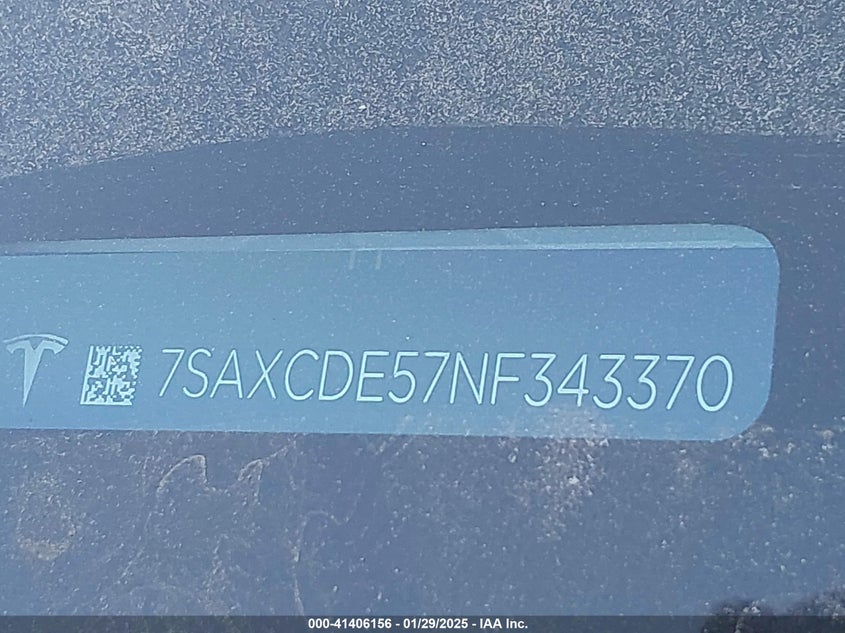 7SAXCDE57NF343370
000-41406156 - 01/29/2025 - IAA Inc.